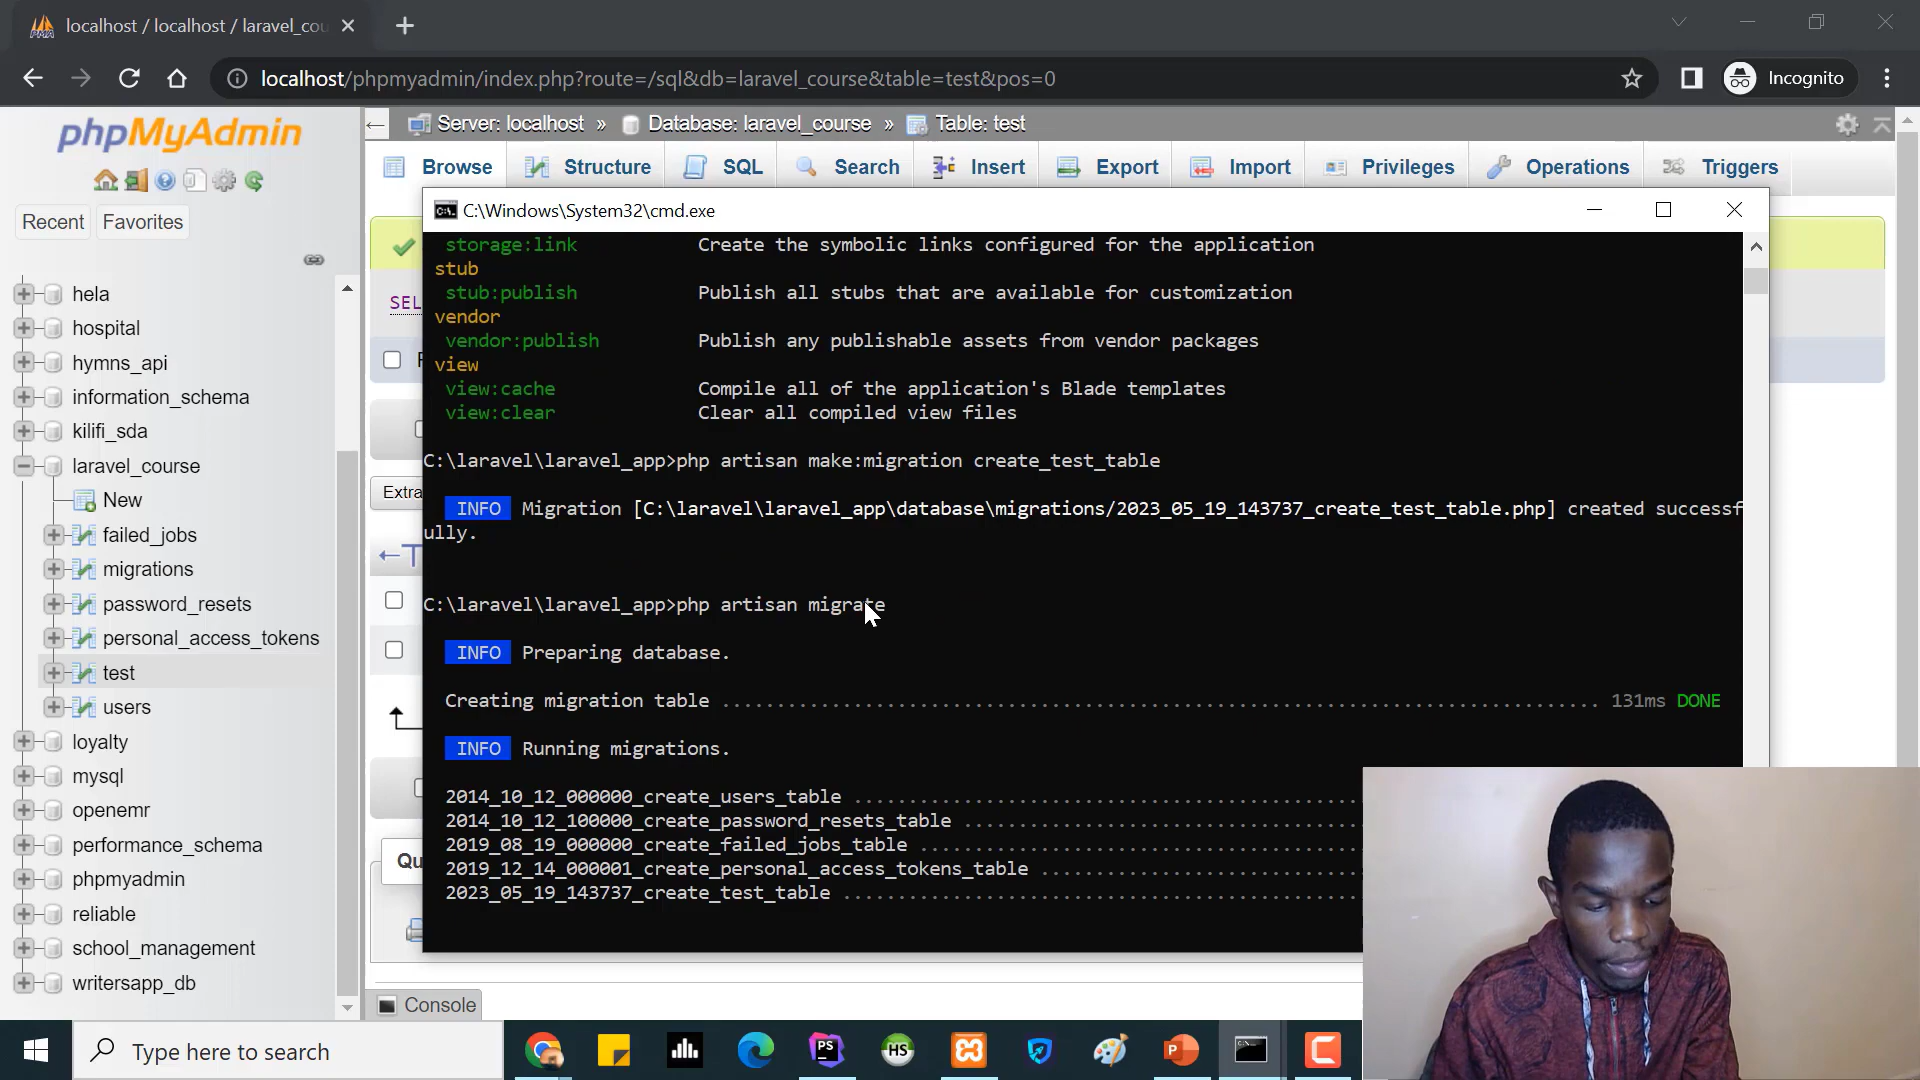 localhost / localhost / laravel_cou
localhost/phpmyadmin/index.php?route=/sql&db=laravel_course&table=test&pos=0
Incognito
phpMyAdmin
Recent
Favorites
hela
hospital
hymns_api
information_schema
kilifi_sda
laravel_course
New
failed_jobs
migrations
password_resets
personal_access_tokens
test
users
loyalty
mysql
openemr
performance_schema
phpmyadmin
reliable
school_management
writersapp_db
Server: localhost » Database: laravel_course » Table: test
Browse Structure SQL Search Insert Export Import Privileges Operations Triggers
SEL
Extra
←T
Qu
Console
C:\Windows\System32\cmd.exe
storage:link Create the symbolic links configured for the application
stub
stub:publish Publish all stubs that are available for customization
vendor
vendor:publish Publish any publishable assets from vendor packages
view
view:cache Compile all of the application's Blade templates
view:clear Clear all compiled view files
C:\laravel\laravel_app>php artisan make:migration create_test_table
INFO Migration [C:\laravel\laravel_app\database\migrations/2023_05_19_143737_create_test_table.php] created successf
ully.
C:\laravel\laravel_app>php artisan migrate
INFO Preparing database.
Creating migration table ................................................................................ 131ms DONE
INFO Running migrations.
2014_10_12_000000_create_users_table ..............................................
2014_10_12_100000_create_password_resets_table ....................................
2019_08_19_000000_create_failed_jobs_table ........................................
2019_12_14_000001_create_personal_access_tokens_table .............................
2023_05_19_143737_create_test_table ...............................................
Type here to search
PS
HS